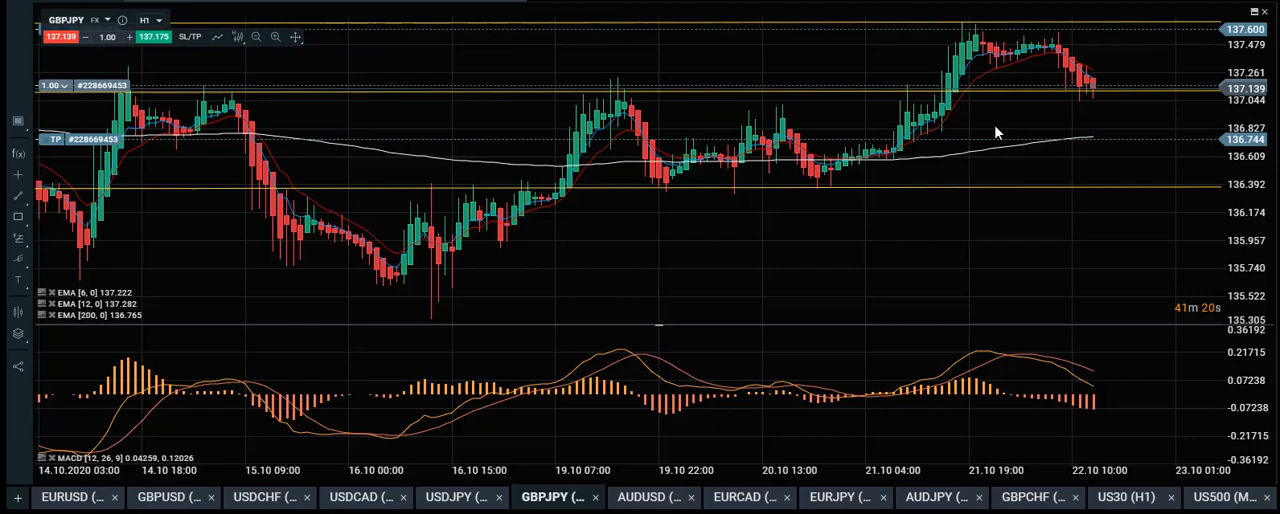 GBPJPY FX H1
137.139 − 1.00 + 137.175 SL/TP
1.00 #228669453
TP #228669453
f(x)
T
137.600
137.479
137.261
137.139
137.044
136.827
136.744
136.609
136.392
136.174
135.957
135.740
135.522
135.305
41m 20s
EMA [6, 0] 137.222
EMA [12, 0] 137.282
EMA [200, 0] 136.765
0.36192
0.21715
0.07238
-0.07238
-0.21715
-0.36192
MACD [12, 26, 9] 0.04259, 0.12026
14.10.2020 03:00 14.10 18:00 15.10 09:00 16.10 00:00 16.10 15:00 19.10 07:00 19.10 22:00 20.10 13:00 21.10 04:00 21.10 19:00 22.10 10:00 23.10 01:00
+ EURUSD (... × GBPUSD (... × USDCHF (... × USDCAD (... × USDJPY (... × GBPJPY (... × AUDUSD (... × EURCAD (... × EURJPY (... × AUDJPY (... × GBPCHF (... × US30 (H1) × US500 (M... ×